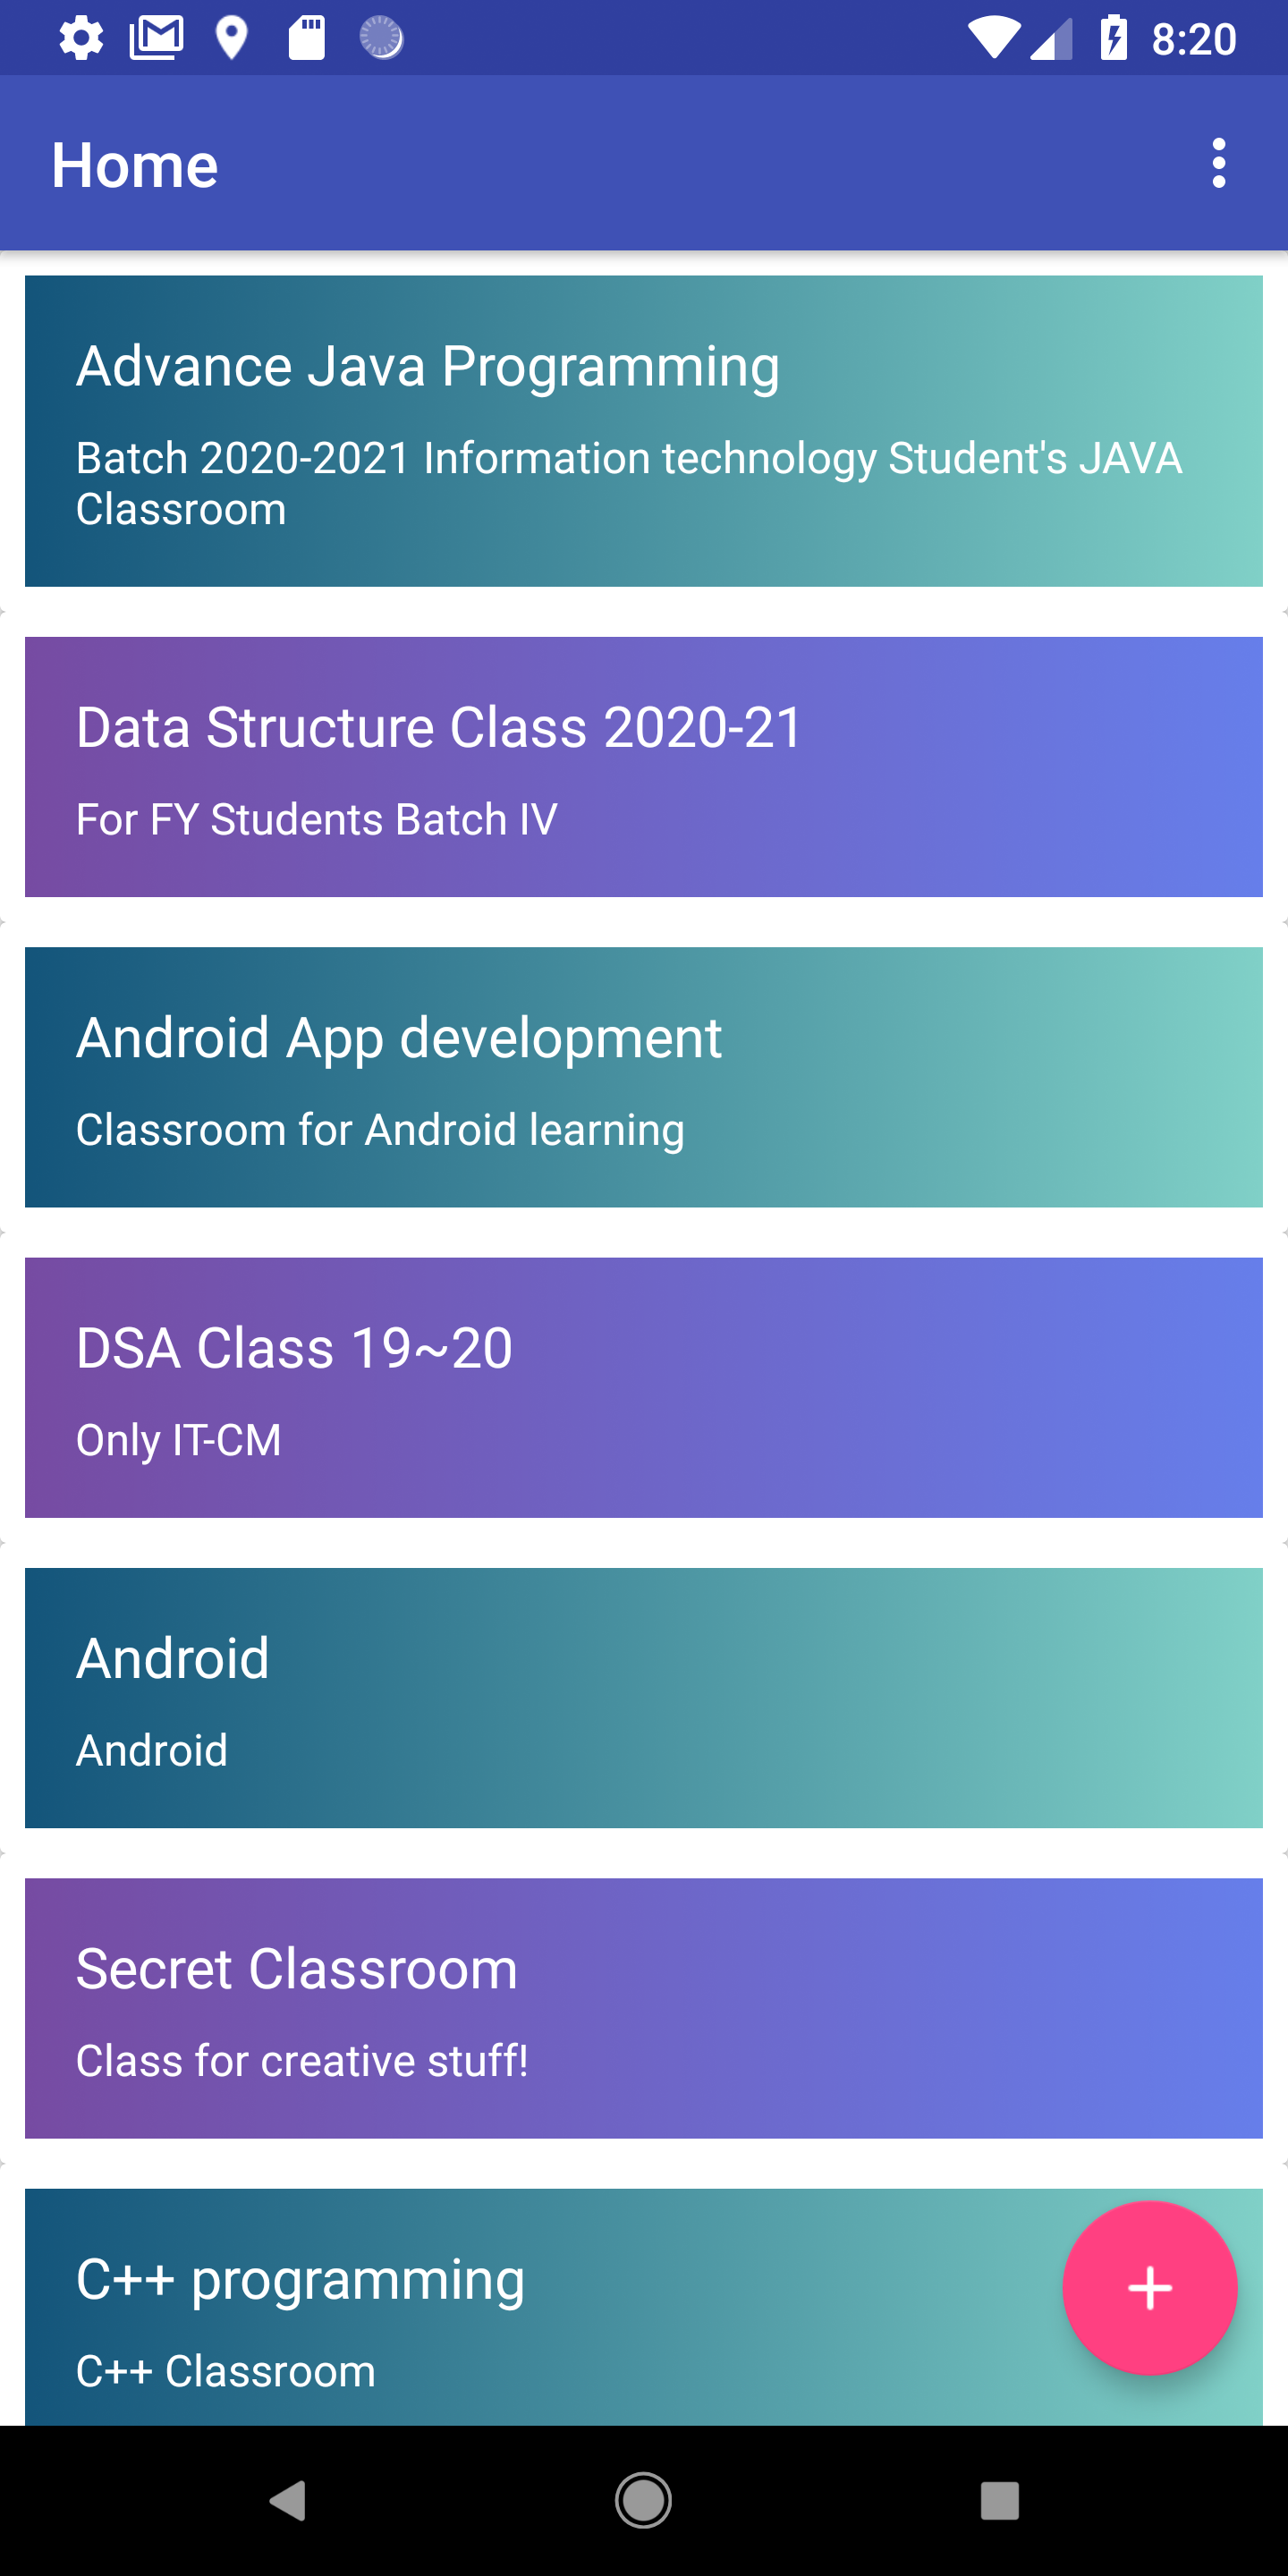 8:20
Home
Advance Java Programming
Batch 2020-2021 Information technology Student's JAVA
Classroom
Data Structure Class 2020-21
For FY Students Batch IV
Android App development
Classroom for Android learning
DSA Class 19~20
Only IT-CM
Android
Android
Secret Classroom
Class for creative stuff!
C++ programming
C++ Classroom